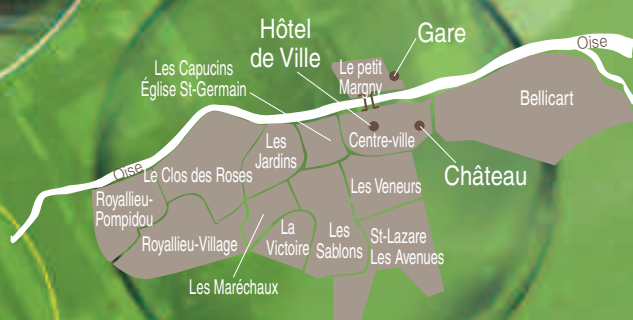 Hôtel
de Ville
Gare
Oise
Les Capucins
Église St-Germain
Le petit
Margny
Bellicart
Les
Jardins
Centre-ville
Château
Oise
Le Clos des Roses
Les Veneurs
Royallieu-
Pompidou
Royallieu-Village
La
Victoire
Les
Sablons
St-Lazare
Les Avenues
Les Maréchaux